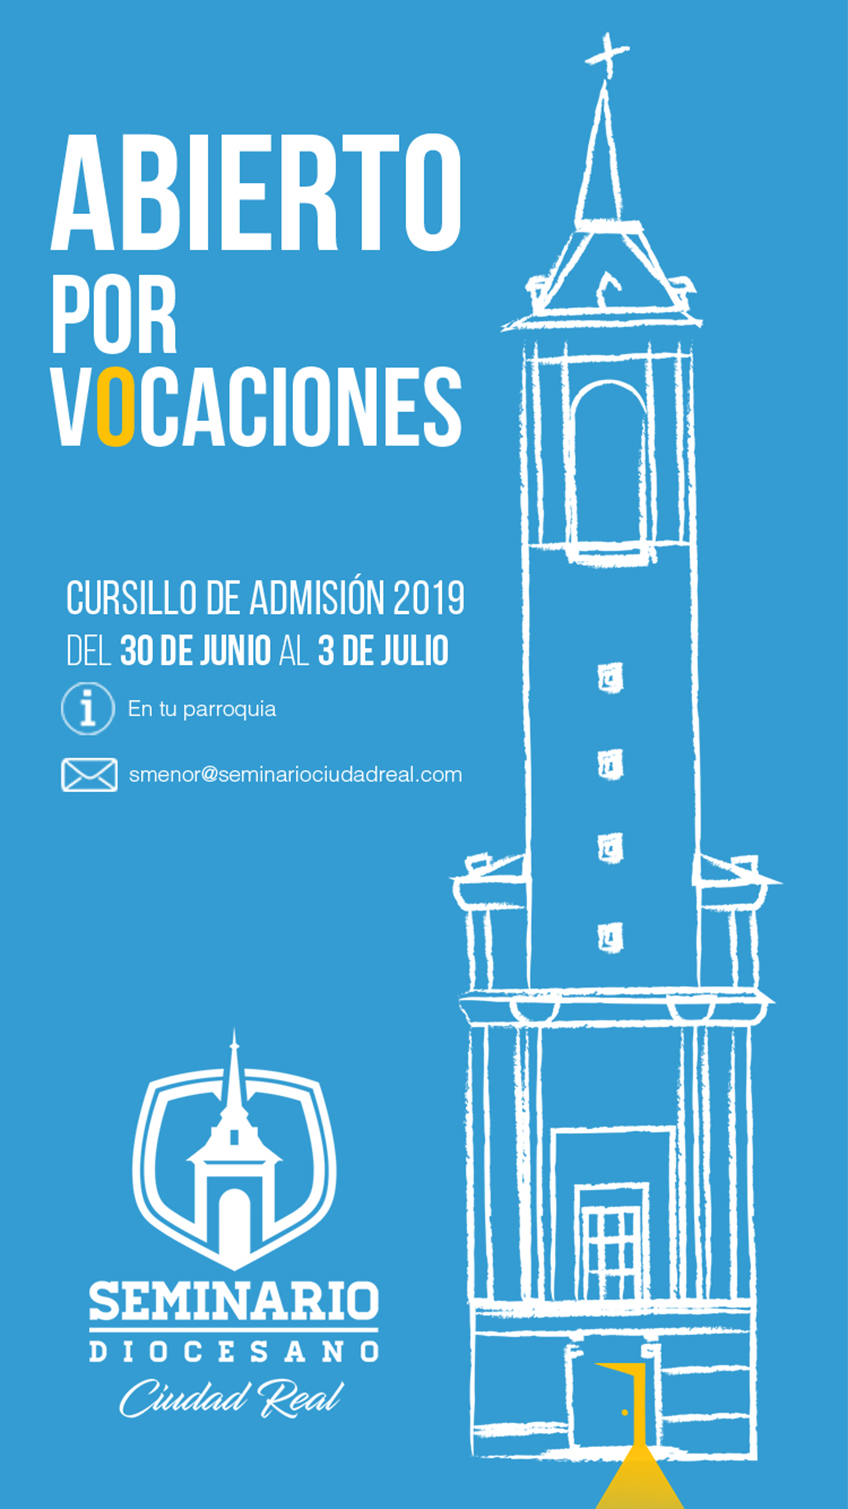 ABIERTO
POR
VOCACIONES
CURSILLO DE ADMISIÓN 2019
DEL 30 DE JUNIO AL 3 DE JULIO
i En tu parroquia
smenor@seminariociudadreal.com
SEMINARIO
DIOCESANO
Ciudad Real